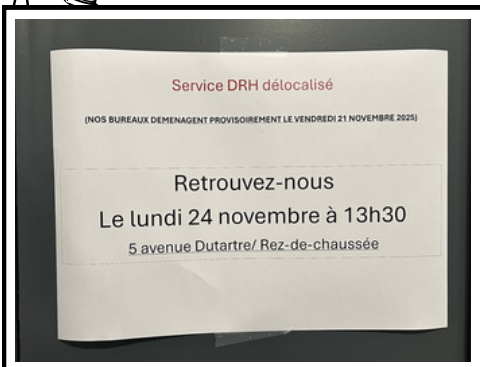 Service DRH délocalisé
(NOS BUREAUX DEMENAGENT PROVISOIREMENT LE VENDREDI 21 NOVEMBRE 2025)
Retrouvez-nous
Le lundi 24 novembre à 13h30
5 avenue Dutartre/ Rez-de-chaussée